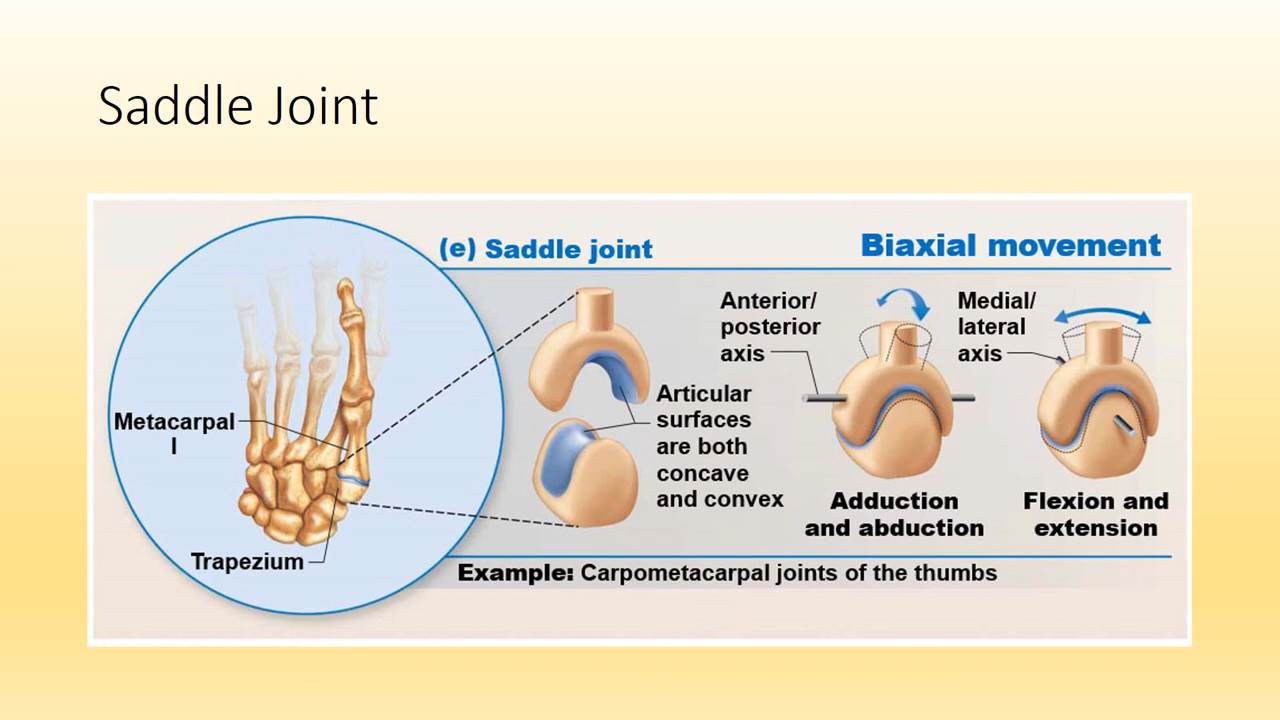 Saddle Joint
(e) Saddle joint
Biaxial movement
Metacarpal
I
Trapezium
Articular
surfaces
are both
concave
and convex
Anterior/
posterior
axis
Adduction
and abduction
Medial/
lateral
axis
Flexion and
extension
Example: Carpometacarpal joints of the thumbs